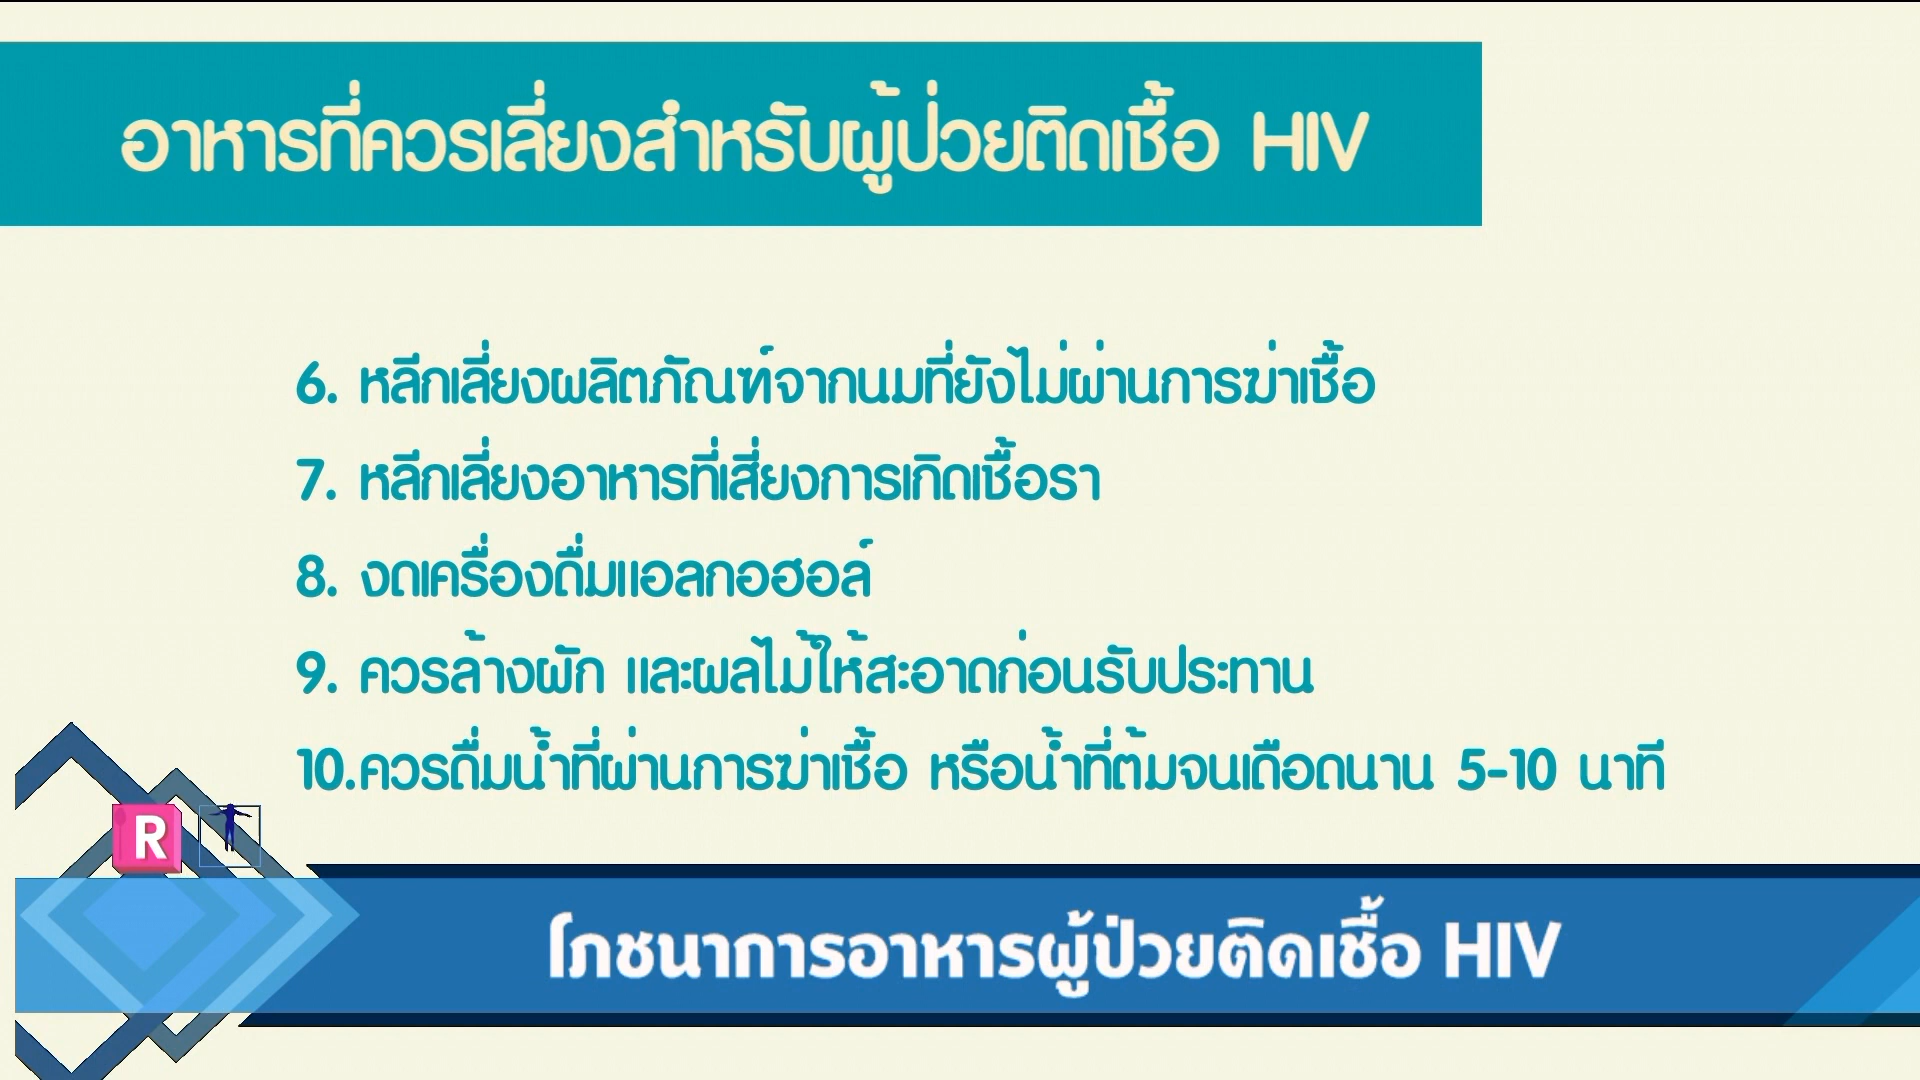 อาหารที่ควรเลี่ยงสำหรับผู้ป่วยติดเชื้อ HIV
6. หลีกเลี่ยงผลิตภัณฑ์จากนมที่ยังไม่ผ่านการฆ่าเชื้อ
7. หลีกเลี่ยงอาหารที่เสี่ยงการเกิดเชื้อรา
8. งดเครื่องดื่มแอลกอฮอล์
9. ควรล้างผัก และผลไม้ให้สะอาดก่อนรับประทาน
10.ควรดื่มน้ำที่ผ่านการฆ่าเชื้อ หรือน้ำที่ต้มจนเดือดนาน 5-10 นาที
R
โภชนาการอาหารผู้ป่วยติดเชื้อ HIV